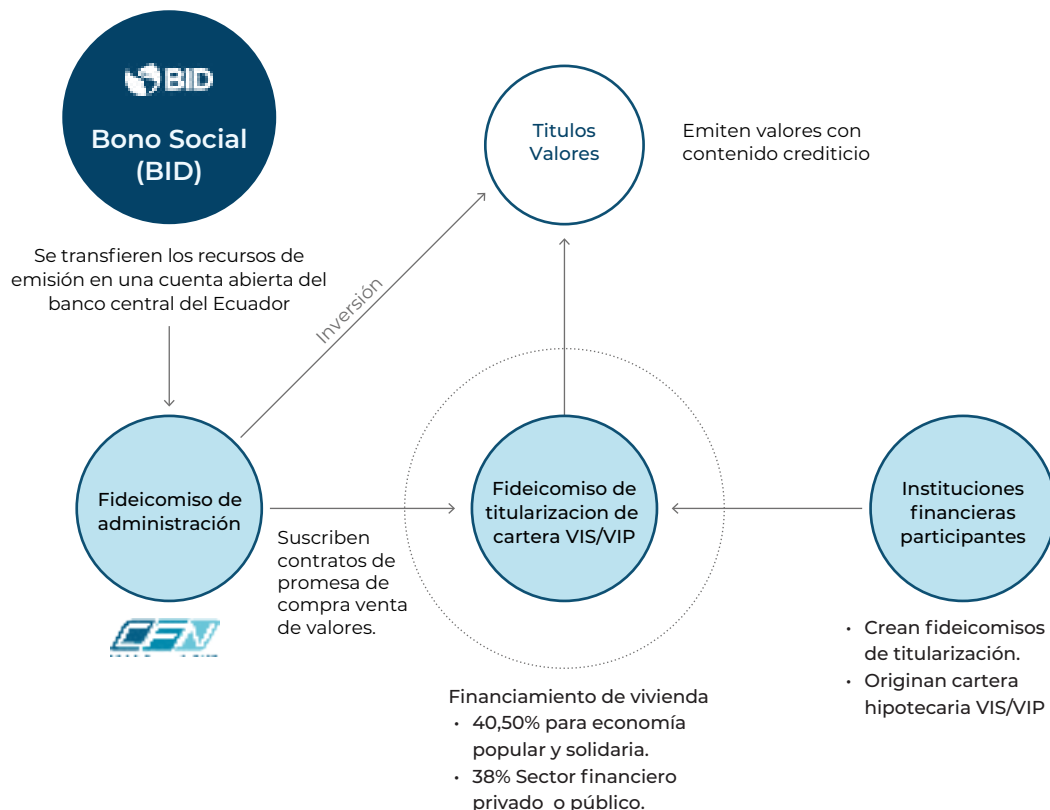 BID
Bono Social
(BID)
Se transfieren los recursos de
emisión en una cuenta abierta del
banco central del Ecuador
Titulos
Valores
Emiten valores con
contenido crediticio
Inversión
Fideicomiso de
administración
CFN
Suscriben
contratos de
promesa de
compra venta
de valores.
Fideicomiso de
titularizacion de
cartera VIS/VIP
Instituciones
financieras
participantes
• Crean fideicomisos
de titularización.
• Originan cartera
hipotecaria VIS/VIP
Financiamiento de vivienda
• 40,50% para economía
popular y solidaria.
• 38% Sector financiero
privado o público.